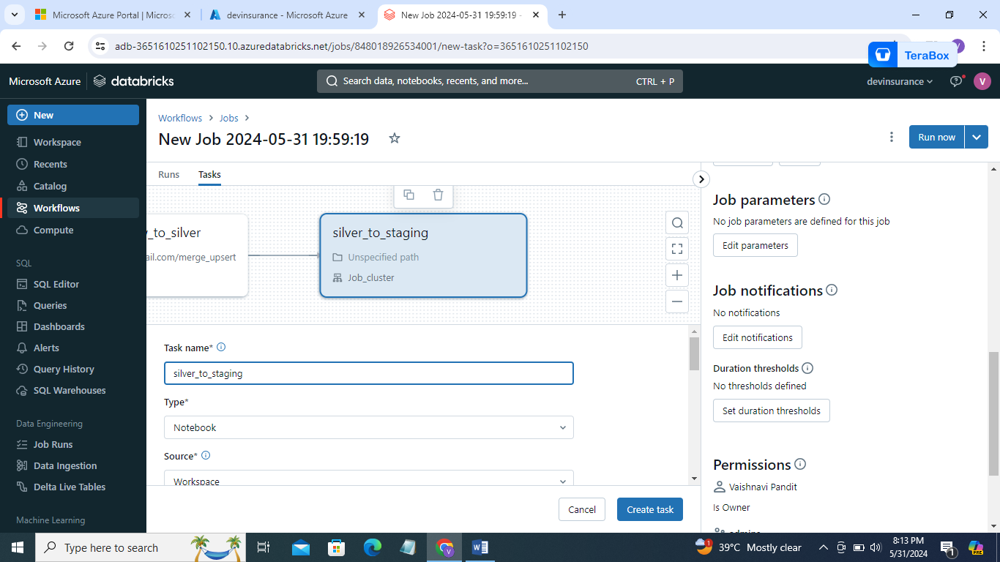 Microsoft Azure Portal | Micros
devinsurance - Microsoft Azure
New Job 2024-05-31 19:59:19 -
adb-3651610251102150.10.azuredatabricks.net/jobs/848018926534001/new-task?o=3651610251102150
TeraBox
Microsoft Azure
databricks
Search data, notebooks, recents, and more...
CTRL + P
devinsurance
V
New
Workspace
Recents
Catalog
Workflows
Compute
SQL
SQL Editor
Queries
Dashboards
Alerts
Query History
SQL Warehouses
Data Engineering
Job Runs
Data Ingestion
Delta Live Tables
Machine Learning
Workflows > Jobs >
New Job 2024-05-31 19:59:19
Run now
Runs
Tasks
_to_silver
ail.com/merge_upsert
silver_to_staging
Unspecified path
Job_cluster
Task name*
silver_to_staging
Type*
Notebook
Source*
Workspace
Cancel
Create task
Job parameters
No job parameters are defined for this job
Edit parameters
Job notifications
No notifications
Edit notifications
Duration thresholds
No thresholds defined
Set duration thresholds
Permissions
Vaishnavi Pandit
Is Owner
admins
Type here to search
39°C Mostly clear
8:13 PM
5/31/2024